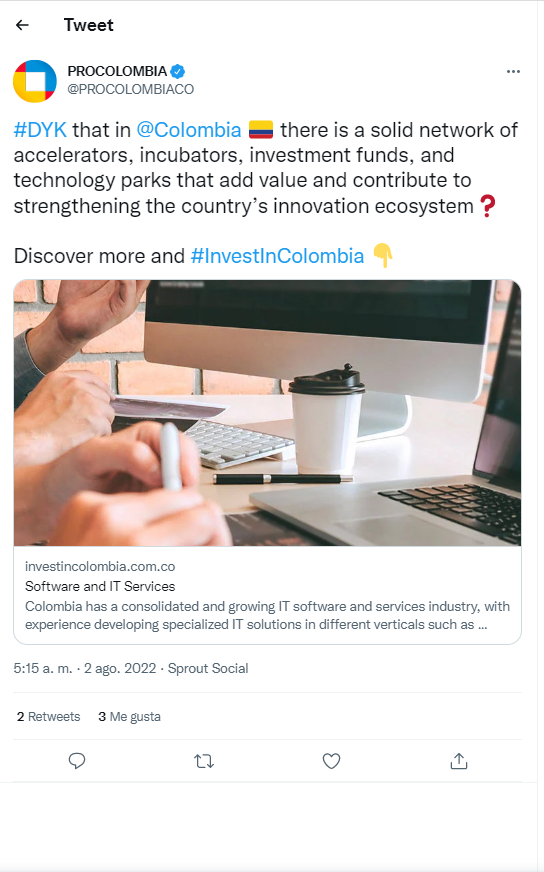 Tweet
PROCOLOMBIA
@PROCOLOMBIACO
#DYK that in @Colombia 🇨🇴 there is a solid network of
accelerators, incubators, investment funds, and
technology parks that add value and contribute to
strengthening the country’s innovation ecosystem❓
Discover more and #InvestInColombia 👇
investincolombia.com.co
Software and IT Services
Colombia has a consolidated and growing IT software and services industry, with
experience developing specialized IT solutions in different verticals such as ...
5:15 a. m. · 2 ago. 2022 · Sprout Social
2 Retweets 3 Me gusta